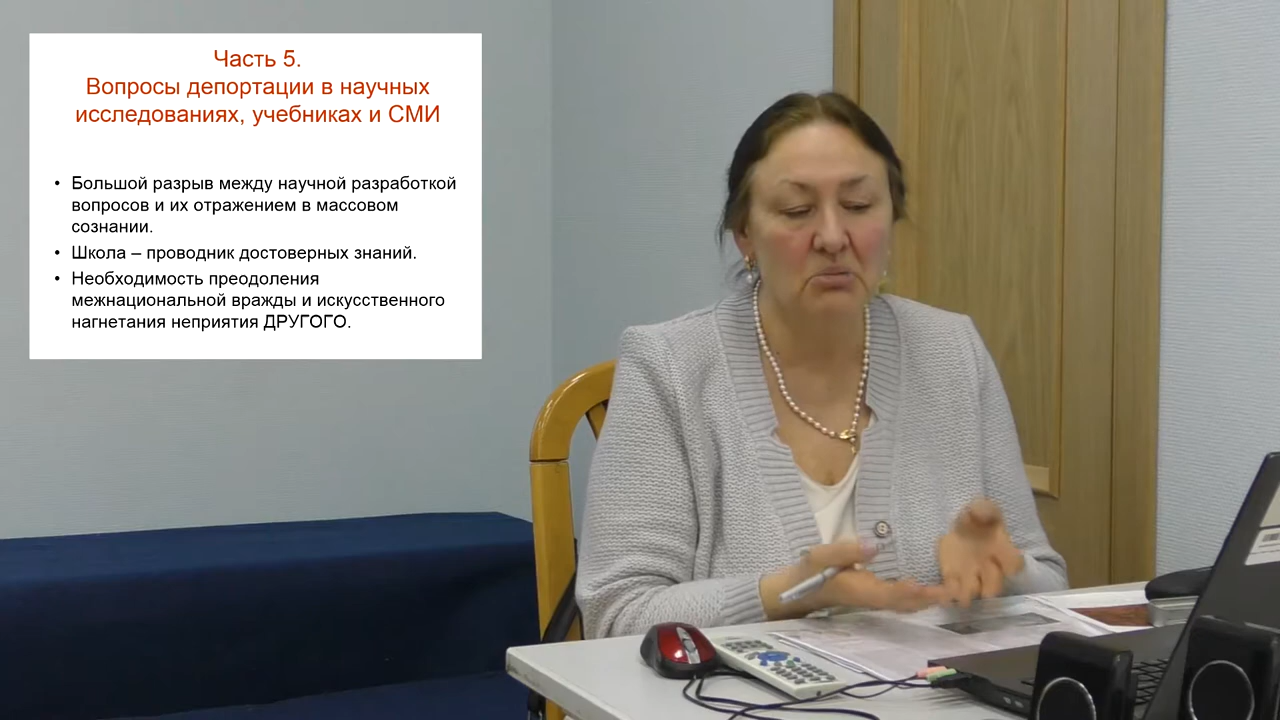 Часть 5.
Вопросы депортации в научных
исследованиях, учебниках и СМИ
• Большой разрыв между научной разработкой
вопросов и их отражением в массовом
сознании.
• Школа – проводник достоверных знаний.
• Необходимость преодоления
межнациональной вражды и искусственного
нагнетания неприятия ДРУГОГО.